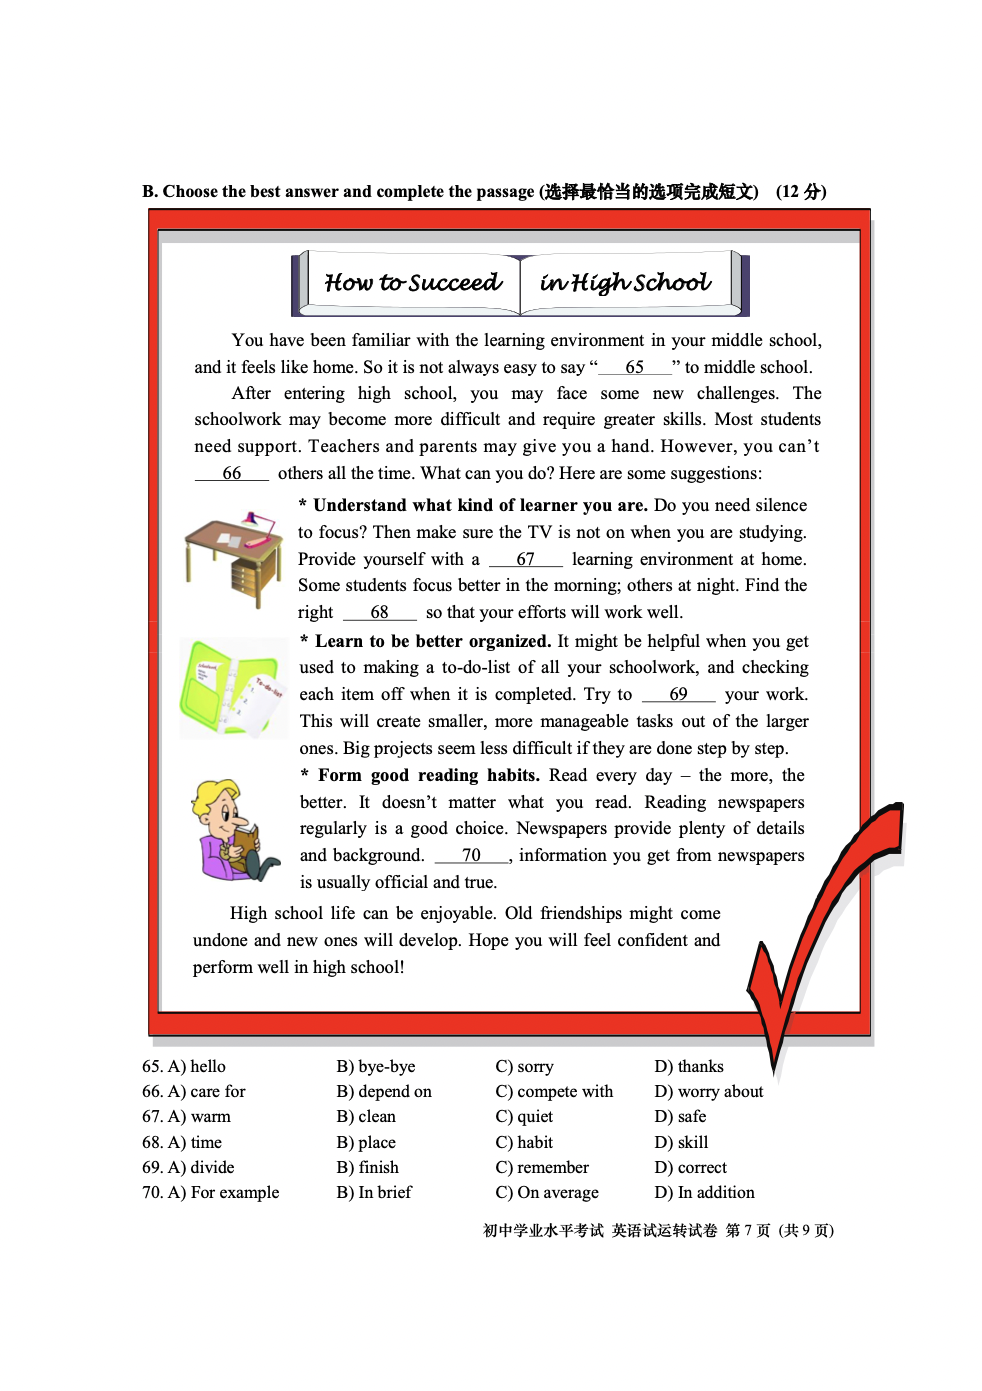 B. Choose the best answer and complete the passage (选择最恰当的选项完成短文) (12 分)
How to Succeed in High School
You have been familiar with the learning environment in your middle school,
and it feels like home. So it is not always easy to say “ 65 ” to middle school.
After entering high school, you may face some new challenges. The
schoolwork may become more difficult and require greater skills. Most students
need support. Teachers and parents may give you a hand. However, you can’t
66 others all the time. What can you do? Here are some suggestions:
* Understand what kind of learner you are. Do you need silence
to focus? Then make sure the TV is not on when you are studying.
Provide yourself with a 67 learning environment at home.
Some students focus better in the morning; others at night. Find the
right 68 so that your efforts will work well.
* Learn to be better organized. It might be helpful when you get
used to making a to-do-list of all your schoolwork, and checking
each item off when it is completed. Try to 69 your work.
This will create smaller, more manageable tasks out of the larger
ones. Big projects seem less difficult if they are done step by step.
To-do-list
* Form good reading habits. Read every day – the more, the
better. It doesn’t matter what you read. Reading newspapers
regularly is a good choice. Newspapers provide plenty of details
and background. 70 , information you get from newspapers
is usually official and true.
High school life can be enjoyable. Old friendships might come
undone and new ones will develop. Hope you will feel confident and
perform well in high school!
65. A) hello B) bye-bye C) sorry D) thanks
66. A) care for B) depend on C) compete with D) worry about
67. A) warm B) clean C) quiet D) safe
68. A) time B) place C) habit D) skill
69. A) divide B) finish C) remember D) correct
70. A) For example B) In brief C) On average D) In addition
初中学业水平考试 英语试运转试卷 第 7 页 (共 9 页)